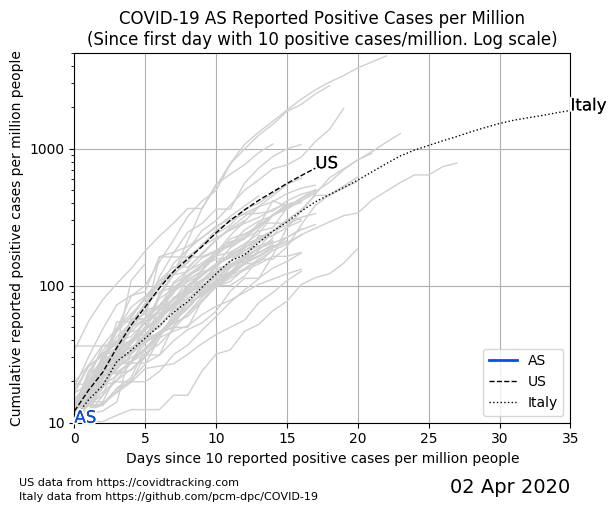 COVID-19 AS Reported Positive Cases per Million
(Since first day with 10 positive cases/million. Log scale)
Cumulative reported positive cases per million people
1000
100
10
Italy
US
AS
AS
US
Italy
0 5 10 15 20 25 30 35
Days since 10 reported positive cases per million people
US data from https://covidtracking.com
Italy data from https://github.com/pcm-dpc/COVID-19
02 Apr 2020